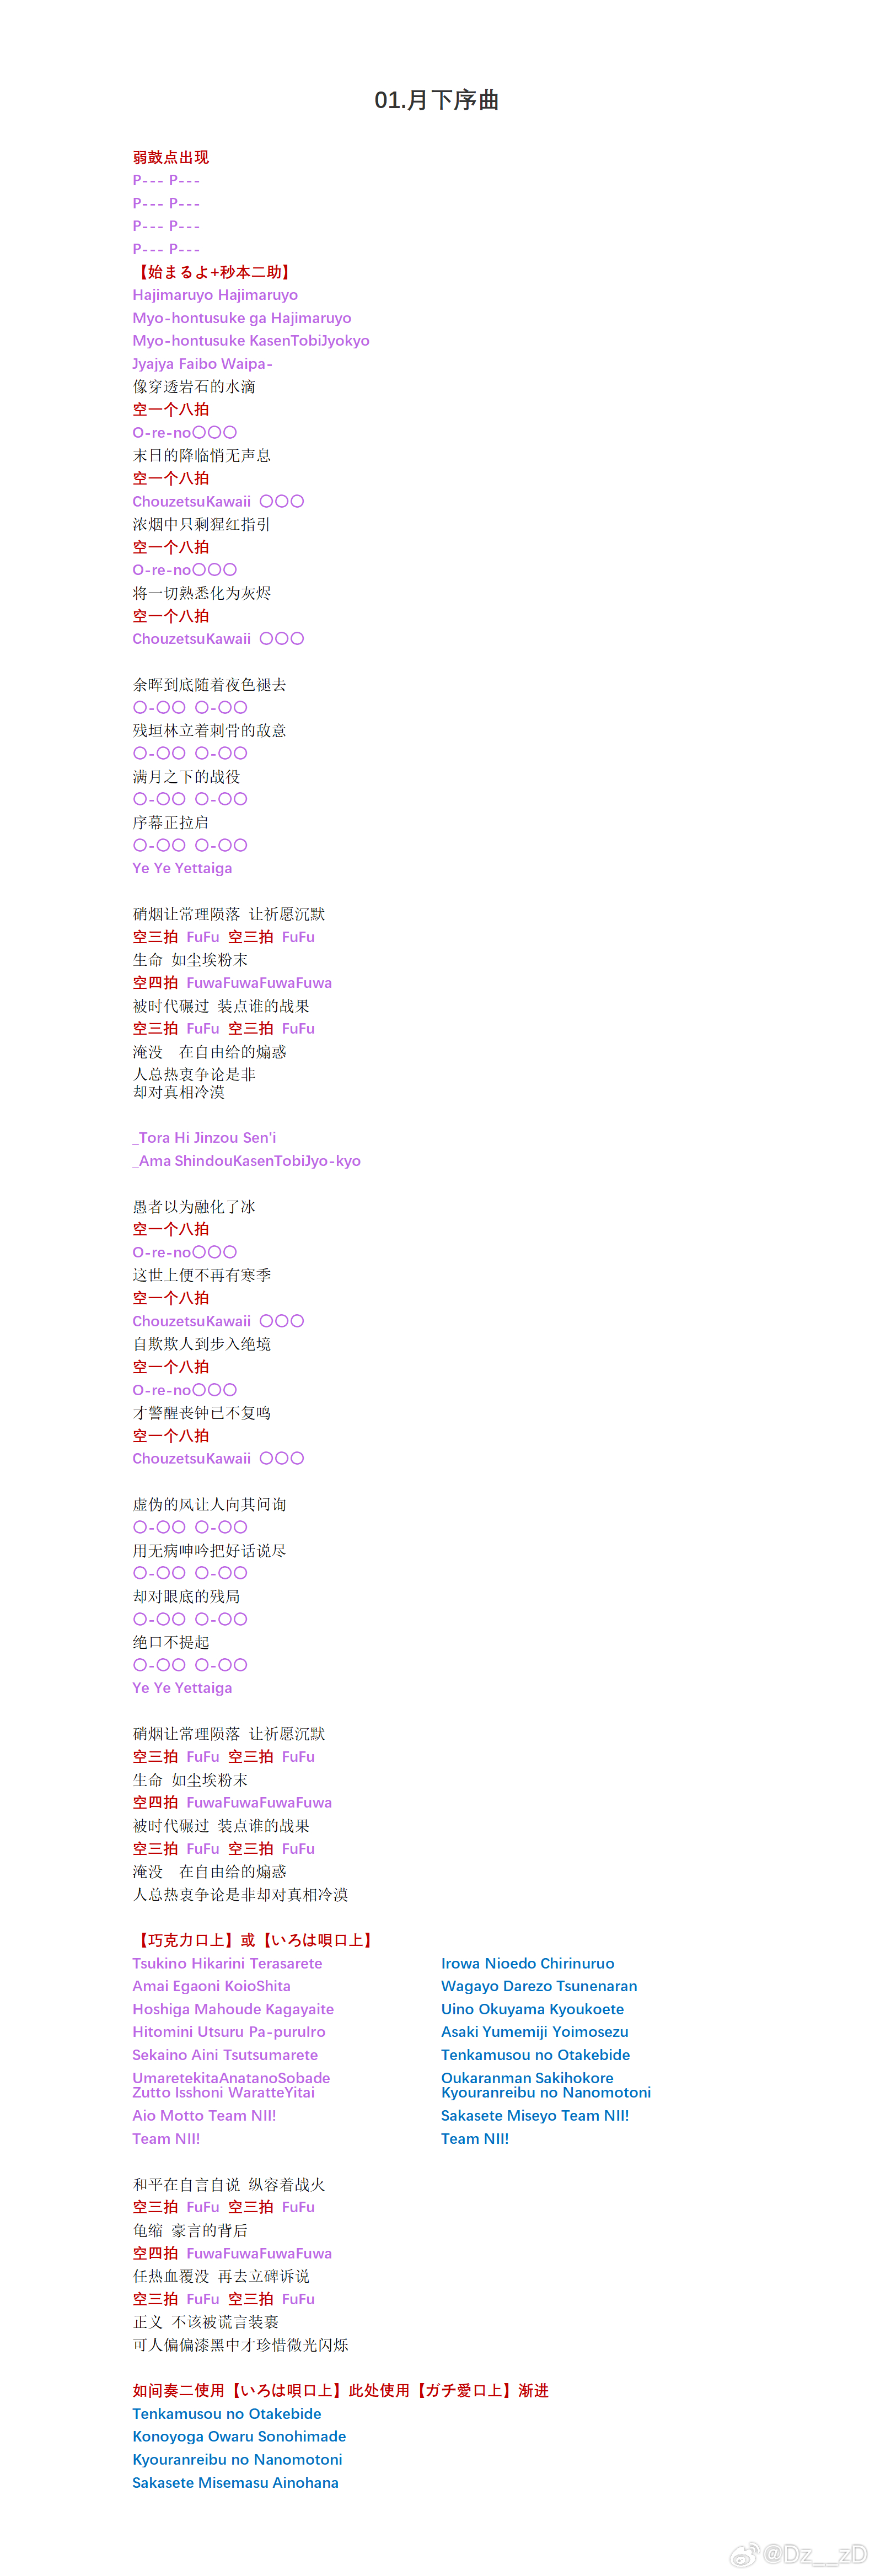 01.月下序曲
弱鼓点出现
P--- P---
P--- P---
P--- P---
P--- P---
【始まるよ+秒本二助】
Hajimaruyo Hajimaruyo
Myo-hontusuke ga Hajimaruyo
Myo-hontusuke KasenTobiJyokyo
Jyajya Faibo Waipa-
像穿透岩石的水滴
空一个八拍
O-re-no〇〇〇
末日的降临悄无声息
空一个八拍
ChouzetsuKawaii 〇〇〇
浓烟中只剩猩红指引
空一个八拍
O-re-no〇〇〇
将一切熟悉化为灰烬
空一个八拍
ChouzetsuKawaii 〇〇〇
余晖到底随着夜色褪去
〇-〇〇 〇-〇〇
残垣林立着刺骨的敌意
〇-〇〇 〇-〇〇
满月之下的战役
〇-〇〇 〇-〇〇
序幕正拉启
〇-〇〇 〇-〇〇
Ye Ye Yettaiga
硝烟让常理陨落 让祈愿沉默
空三拍 FuFu 空三拍 FuFu
生命 如尘埃粉末
空四拍 FuwaFuwaFuwaFuwa
被时代碾过 装点谁的战果
空三拍 FuFu 空三拍 FuFu
淹没 在自由给的煽惑
人总热衷争论是非
却对真相冷漠
_Tora Hi Jinzou Sen'i
_Ama ShindouKasenTobiJyo-kyo
愚者以为融化了冰
空一个八拍
O-re-no〇〇〇
这世上便不再有寒季
空一个八拍
ChouzetsuKawaii 〇〇〇
自欺欺人到步入绝境
空一个八拍
O-re-no〇〇〇
才警醒丧钟已不复鸣
空一个八拍
ChouzetsuKawaii 〇〇〇
虚伪的风让人向其问询
〇-〇〇 〇-〇〇
用无病呻吟把好话说尽
〇-〇〇 〇-〇〇
却对眼底的残局
〇-〇〇 〇-〇〇
绝口不提起
〇-〇〇 〇-〇〇
Ye Ye Yettaiga
硝烟让常理陨落 让祈愿沉默
空三拍 FuFu 空三拍 FuFu
生命 如尘埃粉末
空四拍 FuwaFuwaFuwaFuwa
被时代碾过 装点谁的战果
空三拍 FuFu 空三拍 FuFu
淹没 在自由给的煽惑
人总热衷争论是非却对真相冷漠
【巧克力口上】或【いろは唄口上】
Tsukino Hikarini Terasarete
Amai Egaoni KoioShita
Hoshiga Mahoude Kagayaite
Hitomini Utsuru Pa-puruIro
Sekaino Aini Tsutsumarete
UmaretekitaAnatanoSobade
Zutto Isshoni WaratteYitai
Aio Motto Team NII!
Team NII!
Irowa Nioedo Chirinuruo
Wagayo Darezo Tsunenaran
Uino Okuyama Kyoukoete
Asaki Yumemiji Yoimosezu
Tenkamusou no Otakebide
Oukaranman Sakihokore
Kyouranreibu no Nanomotoni
Sakasete Miseyo Team NII!
Team NII!
和平在自言自说 纵容着战火
空三拍 FuFu 空三拍 FuFu
龟缩 豪言的背后
空四拍 FuwaFuwaFuwaFuwa
任热血覆没 再去立碑诉说
空三拍 FuFu 空三拍 FuFu
正义 不该被谎言装裹
可人偏偏漆黑中才珍惜微光闪烁
如间奏二使用【いろは唄口上】此处使用【ガチ愛口上】渐进
Tenkamusou no Otakebide
Konoyoga Owaru Sonohimade
Kyouranreibu no Nanomotoni
Sakasete Misemasu Ainohana
@Dz__zD